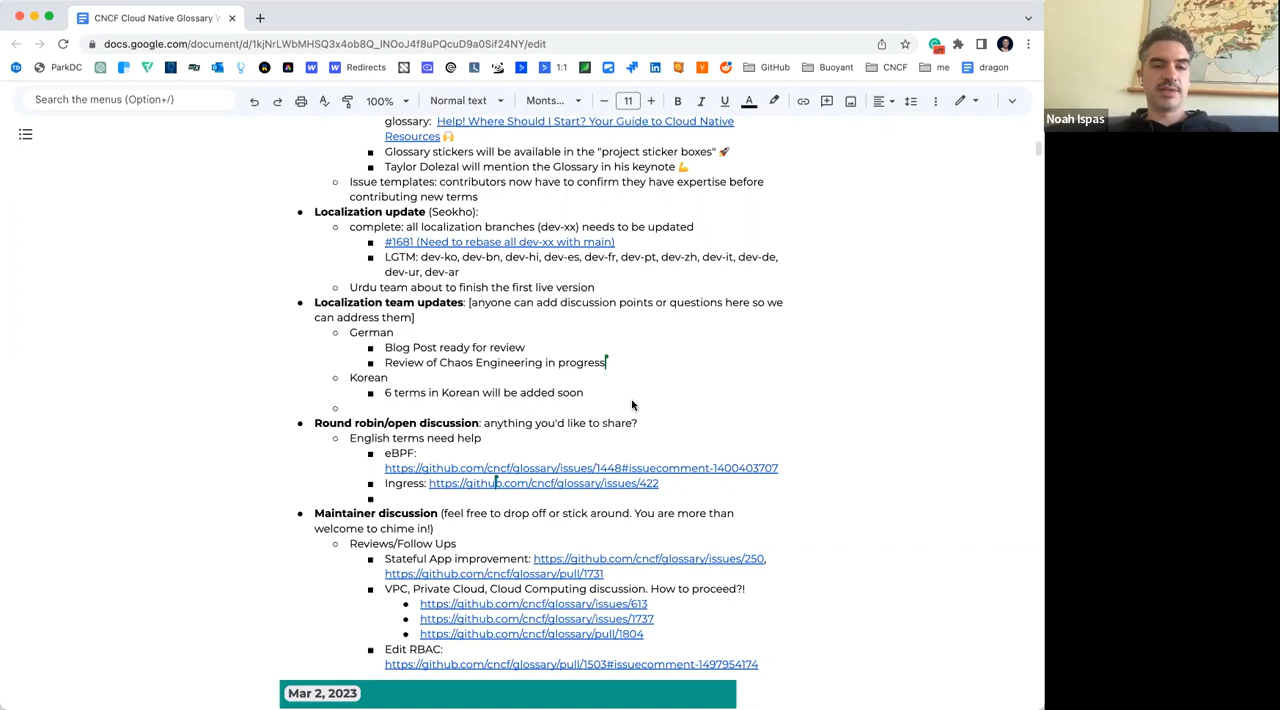 CNCF Cloud Native Glossary
docs.google.com/document/d/1kjNrLWbMHSQ3x4ob8Q_INOoJ4f8uPQcuD9a0Sif24NY/edit
off
ParkDC
Redirects
1:1
GitHub
Buoyant
CNCF
me
dragon
Search the menus (Option+/)
100%
Normal text
Monts...
11
glossary: Help! Where Should I Start? Your Guide to Cloud Native
Resources 🙌
Glossary stickers will be available in the "project sticker boxes" 🚀
Taylor Dolezal will mention the Glossary in his keynote 💪
Issue templates: contributors now have to confirm they have expertise before
contributing new terms
Localization update (Seokho):
complete: all localization branches (dev-xx) needs to be updated
#1681 (Need to rebase all dev-xx with main)
LGTM: dev-ko, dev-bn, dev-hi, dev-es, dev-fr, dev-pt, dev-zh, dev-it, dev-de,
dev-ur, dev-ar
Urdu team about to finish the first live version
Localization team updates: [anyone can add discussion points or questions here so we
can address them]
German
Blog Post ready for review
Review of Chaos Engineering in progress
Korean
6 terms in Korean will be added soon
Round robin/open discussion: anything you'd like to share?
English terms need help
eBPF:
https://github.com/cncf/glossary/issues/1448#issuecomment-1400403707
Ingress: https://github.com/cncf/glossary/issues/422
Maintainer discussion (feel free to drop off or stick around. You are more than
welcome to chime in!)
Reviews/Follow Ups
Stateful App improvement: https://github.com/cncf/glossary/issues/250,
https://github.com/cncf/glossary/pull/1731
VPC, Private Cloud, Cloud Computing discussion. How to proceed?!
https://github.com/cncf/glossary/issues/613
https://github.com/cncf/glossary/issues/1737
https://github.com/cncf/glossary/pull/1804
Edit RBAC:
https://github.com/cncf/glossary/pull/1503#issuecomment-1497954174
Mar 2, 2023
Noah Ispas